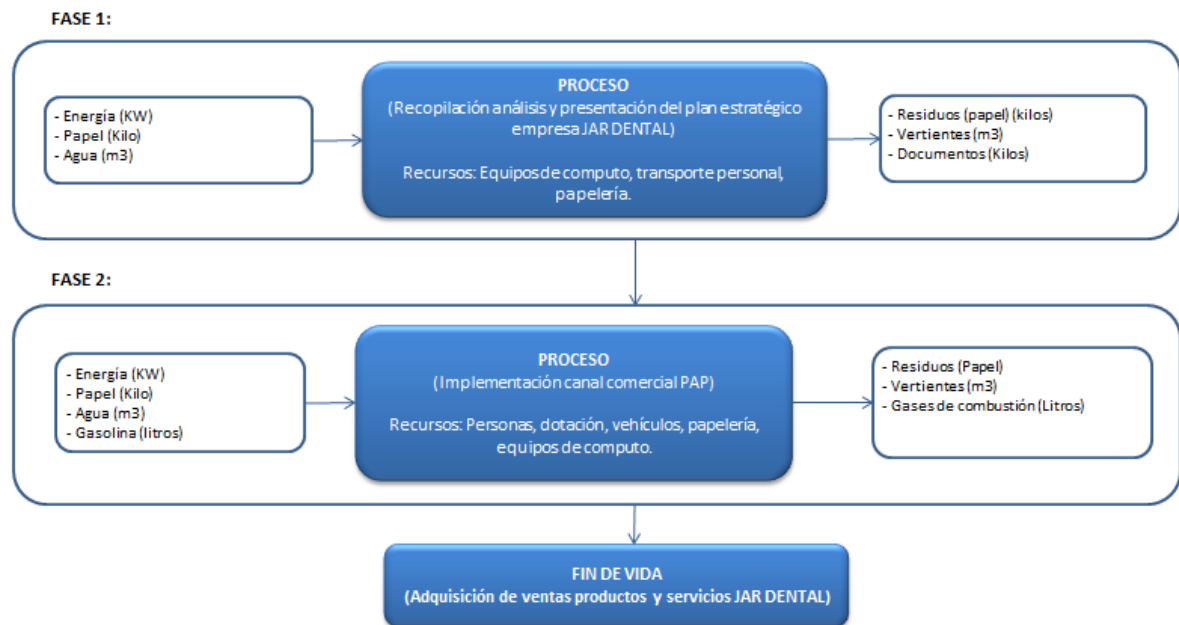 FASE 1:
- Energía (KW)
- Papel (Kilo)
- Agua (m3)
PROCESO
(Recopilación análisis y presentación del plan estratégico
empresa JAR DENTAL)
Recursos: Equipos de computo, transporte personal,
papelería.
- Residuos (papel) (kilos)
- Vertientes (m3)
- Documentos (Kilos)
FASE 2:
- Energía (KW)
- Papel (Kilo)
- Agua (m3)
- Gasolina (litros)
PROCESO
( Implementación canal comercial PAP)
Recursos: Personas, dotación, vehículos, papelería,
equipos de computo.
- Residuos (Papel)
- Vertientes (m3)
- Gases de combustión (Litros)
FIN DE VIDA
(Adquisición de ventas productos y servicios JAR DENTAL)